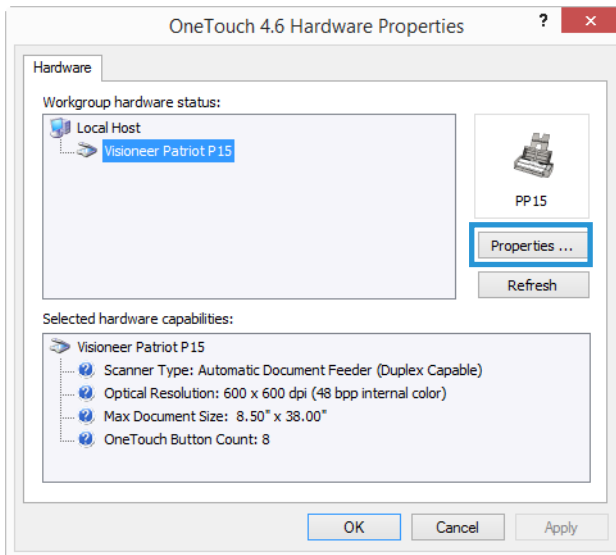 OneTouch 4.6 Hardware Properties
?
×
Hardware
Workgroup hardware status:
Local Host
Visioneer Patriot P15
PP15
Properties ...
Refresh
Selected hardware capabilities:
Visioneer Patriot P15
Scanner Type: Automatic Document Feeder (Duplex Capable)
Optical Resolution: 600 x 600 dpi (48 bpp internal color)
Max Document Size: 8.50" x 38.00"
OneTouch Button Count: 8
OK
Cancel
Apply